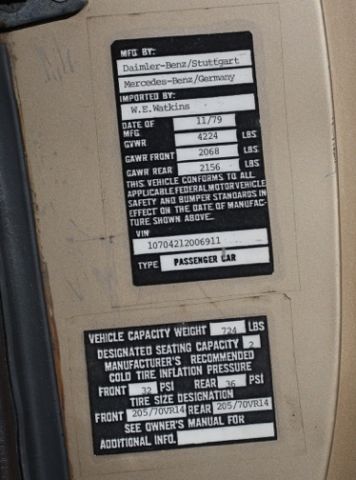 MFG BY:
Daimler-Benz/Stuttgart
Mercedes-Benz/Germany
IMPORTED BY:
W.E.Watkins
DATE OF MFG. 11/79
GVWR 4224 LBS.
GAWR FRONT 2068 LBS.
GAWR REAR 2156 LBS.
THIS VEHICLE CONFORMS TO ALL
APPLICABLE FEDERAL MOTOR VEHICLE
SAFETY AND BUMPER STANDARDS IN
EFFECT ON THE DATE OF MANUFAC-
TURE SHOWN ABOVE.
VIN
10704212006911
TYPE PASSENGER CAR
VEHICLE CAPACITY WEIGHT 724 LBS
DESIGNATED SEATING CAPACITY 2
MANUFACTURER'S RECOMMENDED
COLD TIRE INFLATION PRESSURE
FRONT 32 PSI REAR 36 PSI
TIRE SIZE DESIGNATION
FRONT 205/70VR14 REAR 205/70VR14
SEE OWNER'S MANUAL FOR
ADDITIONAL INFO.